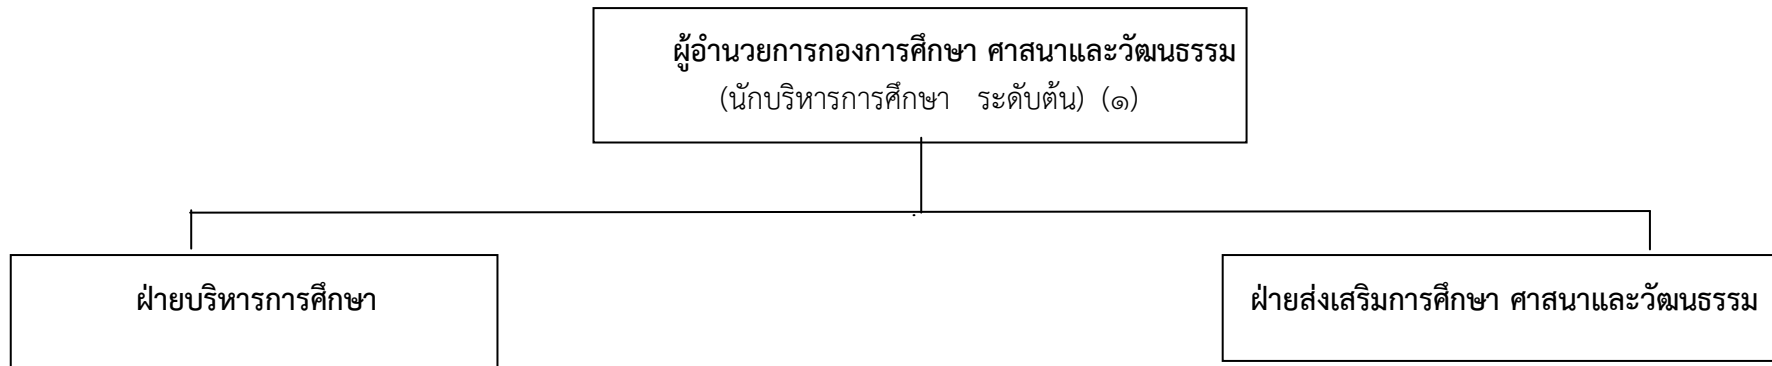 ผู้อำนวยการกองการศึกษา ศาสนาและวัฒนธรรม
(นักบริหารการศึกษา ระดับต้น) (๑)
ฝ่ายบริหารการศึกษา
ฝ่ายส่งเสริมการศึกษา ศาสนาและวัฒนธรรม